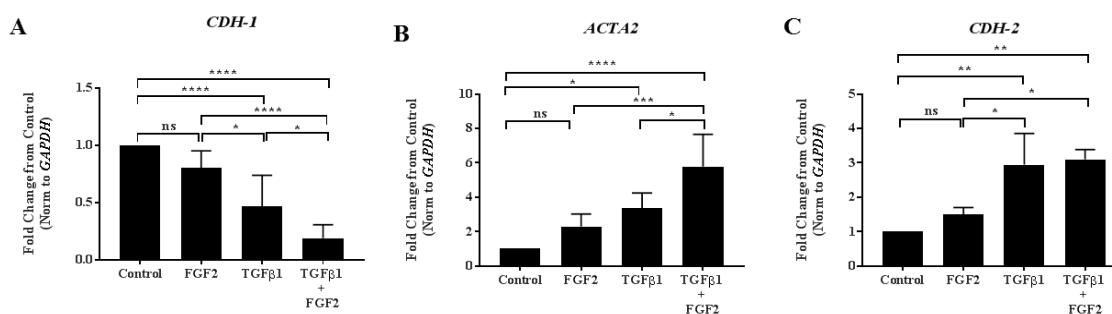 A
CDH-1
Fold Change from Control
(Norm to GAPDH)
1.5
1.0
0.5
0.0
****
****
****
ns
*
*
Control
FGF2
TGFβ1
TGFβ1
+
FGF2
B
ACTA2
Fold Change from Control
(Norm to GAPDH)
10
8
6
4
2
0
****
*
***
ns
*
Control
FGF2
TGFβ1
TGFβ1
+
FGF2
C
CDH-2
Fold Change from Control
(Norm to GAPDH)
5
4
3
2
1
0
**
**
*
ns
*
Control
FGF2
TGFβ1
TGFβ1
+
FGF2